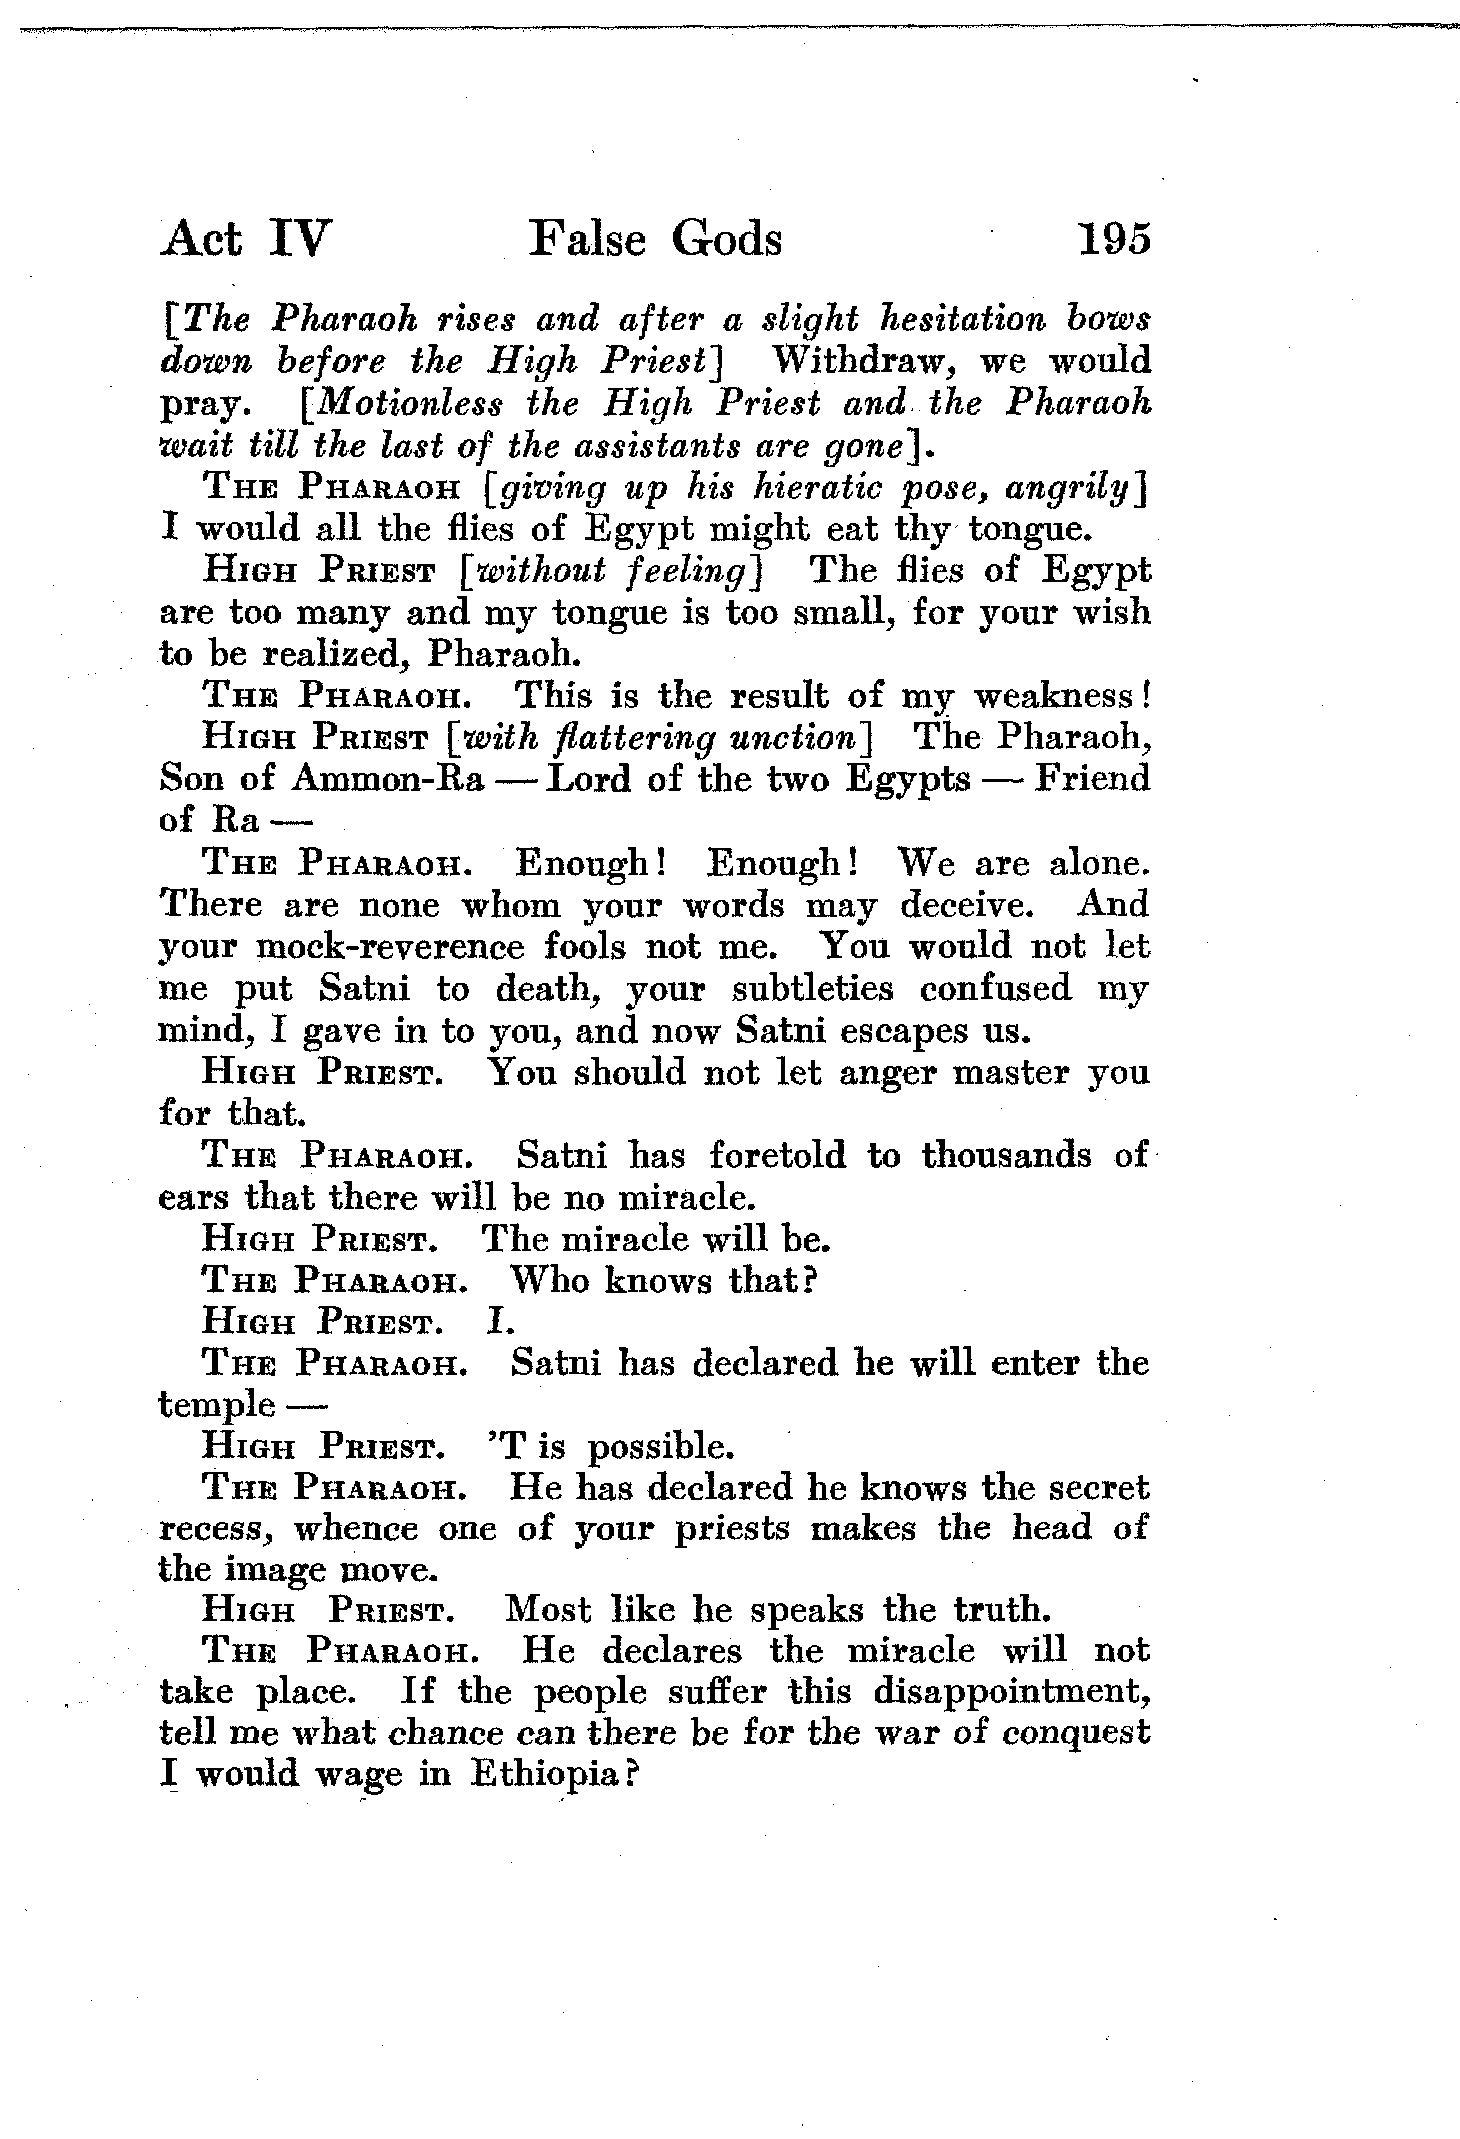 Act IV False Gods 195
[The Pharaoh rises and after a slight hesitation bows
down before the High Priest] Withdraw, we would
pray. [Motionless the High Priest and the Pharaoh
wait till the last of the assistants are gone].
THE PHARAOH [giving up his hieratic pose, angrily]
I would all the flies of Egypt might eat thy tongue.
HIGH PRIEST [without feeling] The flies of Egypt
are too many and my tongue is too small, for your wish
to be realized, Pharaoh.
THE PHARAOH. This is the result of my weakness!
HIGH PRIEST [with flattering unction] The Pharaoh,
Son of Ammon-Ra — Lord of the two Egypts — Friend
of Ra —
THE PHARAOH. Enough! Enough! We are alone.
There are none whom your words may deceive. And
your mock-reverence fools not me. You would not let
me put Satni to death, your subtleties confused my
mind, I gave in to you, and now Satni escapes us.
HIGH PRIEST. You should not let anger master you
for that.
THE PHARAOH. Satni has foretold to thousands of
ears that there will be no miracle.
HIGH PRIEST. The miracle will be.
THE PHARAOH. Who knows that?
HIGH PRIEST. I.
THE PHARAOH. Satni has declared he will enter the
temple —
HIGH PRIEST. 'T is possible.
THE PHARAOH. He has declared he knows the secret
recess, whence one of your priests makes the head of
the image move.
HIGH PRIEST. Most like he speaks the truth.
THE PHARAOH. He declares the miracle will not
take place. If the people suffer this disappointment,
tell me what chance can there be for the war of conquest
I would wage in Ethiopia?